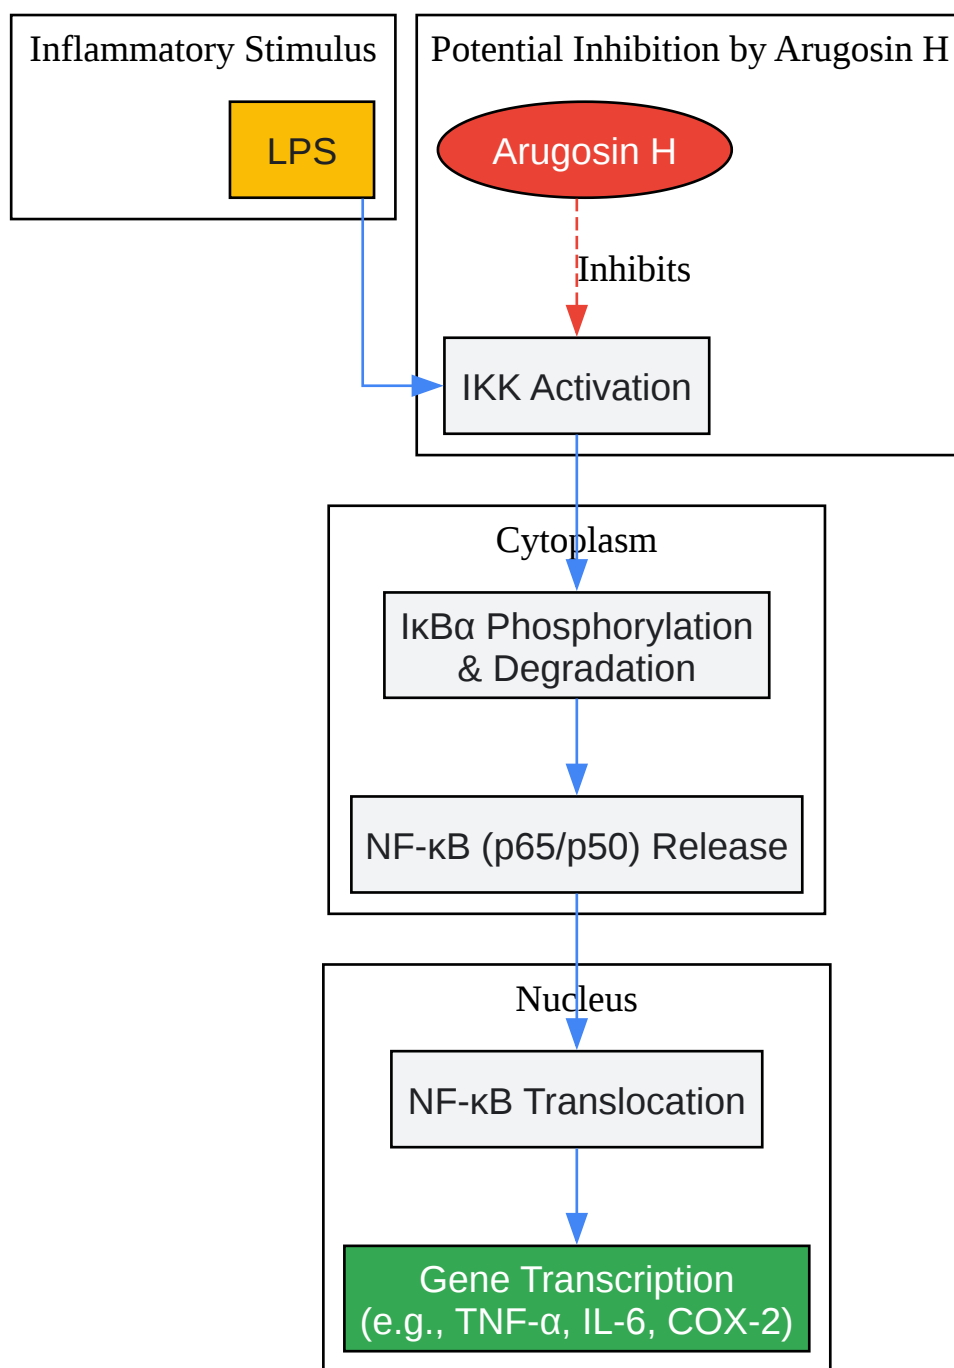 Inflammatory Stimulus
LPS
Potential Inhibition by Arugosin H
Arugosin H
Inhibits
IKK Activation
Cytoplasm
IκBα Phosphorylation
& Degradation
NF-κB (p65/p50) Release
Nucleus
NF-κB Translocation
Gene Transcription
(e.g., TNF-α, IL-6, COX-2)